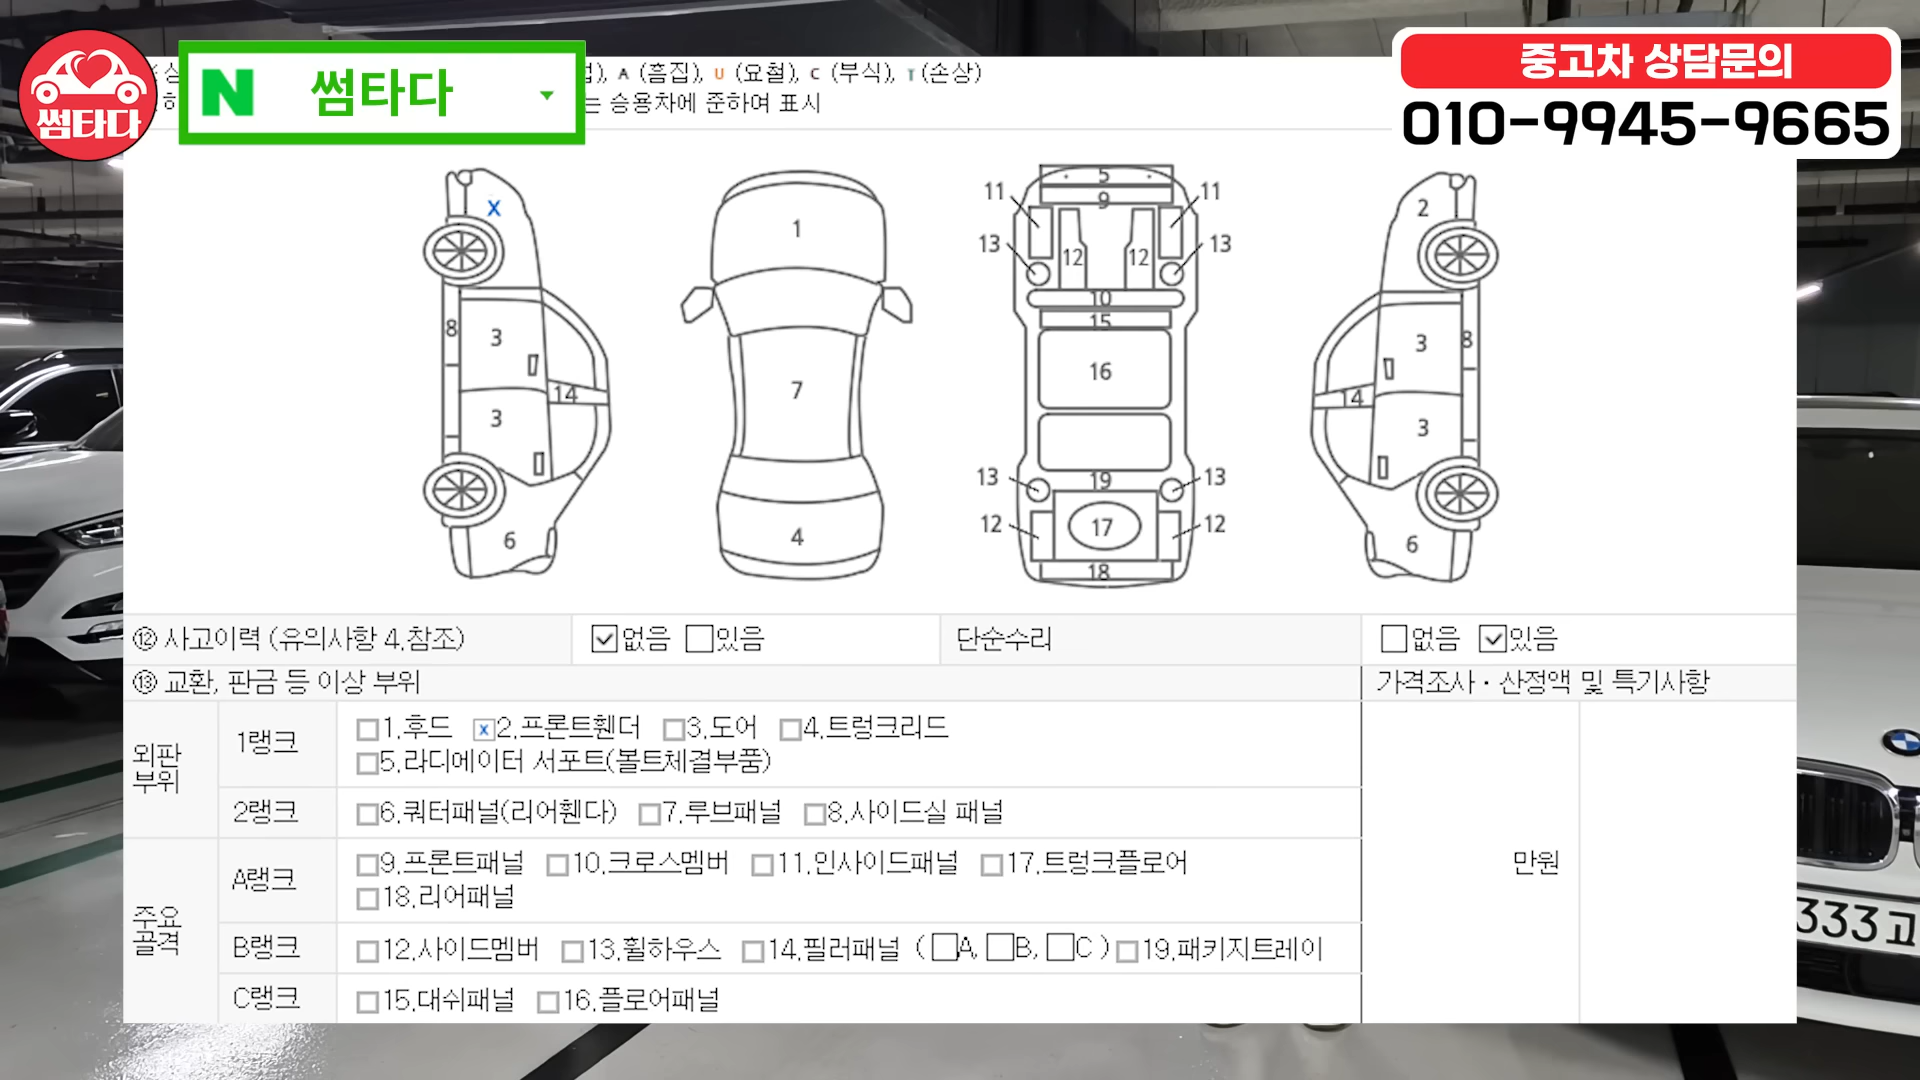 썸타다
N 썸타다
중고차 상담문의
010-9945-9665
A (흠집), U (요철), C (부식), T (손상)
는 승용차에 준하여 표시
X
8
3
3
14
6
1
7
4
5
9
11
11
13
13
12
12
10
15
16
13
19
13
12
17
12
18
2
3
8
14
3
6
⑫ 사고이력 (유의사항 4.참조) 없음 있음 단순수리 없음 있음
⑬ 교환, 판금 등 이상 부위 가격조사·산정액 및 특기사항
외판
부위
1랭크
1.후드 x 2.프론트휀더 3.도어 4.트렁크리드
5.라디에이터 서포트(볼트체결부품)
2랭크
6.쿼터패널(리어휀다) 7.루브패널 8.사이드실 패널
주요
골격
A랭크
9.프론트패널 10.크로스멤버 11.인사이드패널 17.트렁크플로어
18.리어패널
B랭크
12.사이드멤버 13.휠하우스 14.필러패널 ( A, B, C ) 19.패키지트레이
C랭크
15.대쉬패널 16.플로어패널
만원
333고